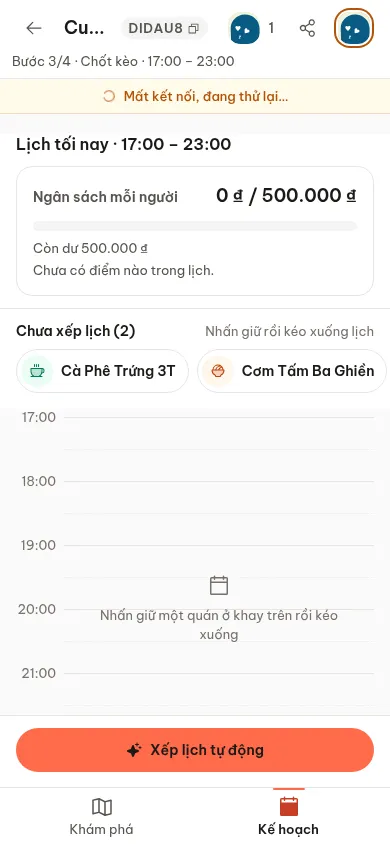 Cu...
DIDAU8
1
Bước 3/4 · Chốt kèo · 17:00 – 23:00
Mất kết nối, đang thử lại...
Lịch tối nay · 17:00 – 23:00
Ngân sách mỗi người
0 ₫ / 500.000 ₫
Còn dư 500.000 ₫
Chưa có điểm nào trong lịch.
Chưa xếp lịch (2)
Nhấn giữ rồi kéo xuống lịch
Cà Phê Trứng 3T
Cơm Tấm Ba Ghiền
17:00
18:00
19:00
20:00
Nhấn giữ một quán ở khay trên rồi kéo
xuống
21:00
Xếp lịch tự động
Khám phá
Kế hoạch